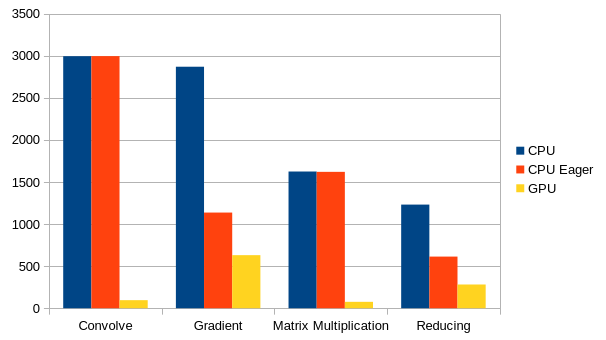 3500
3000
2500
2000
1500
1000
500
0
Convolve
Gradient
Matrix Multiplication
Reducing
CPU
CPU Eager
GPU